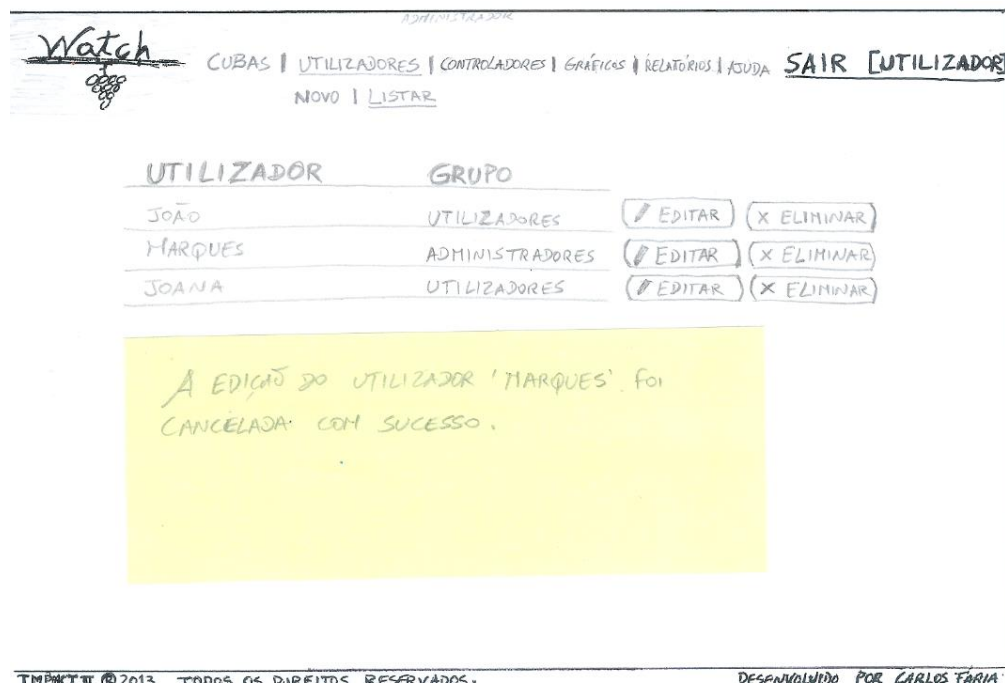 ADMINISTRADOR
Watch
CUBAS | UTILIZADORES | CONTROLADORES | GRÁFICOS | RELATÓRIOS | AJUDA SAIR [UTILIZADOR]
NOVO | LISTAR
UTILIZADOR GRUPO
JOÃO UTILIZADORES EDITAR X ELIMINAR
MARQUES ADMINISTRADORES EDITAR X ELIMINAR
JOANA UTILIZADORES EDITAR X ELIMINAR
A EDIÇÃO DO UTILIZADOR 'MARQUES' FOI
CANCELADA COM SUCESSO.
©2013 TODOS OS DIREITOS RESERVADOS. DESENVOLVIDO POR CARLOS FARIA